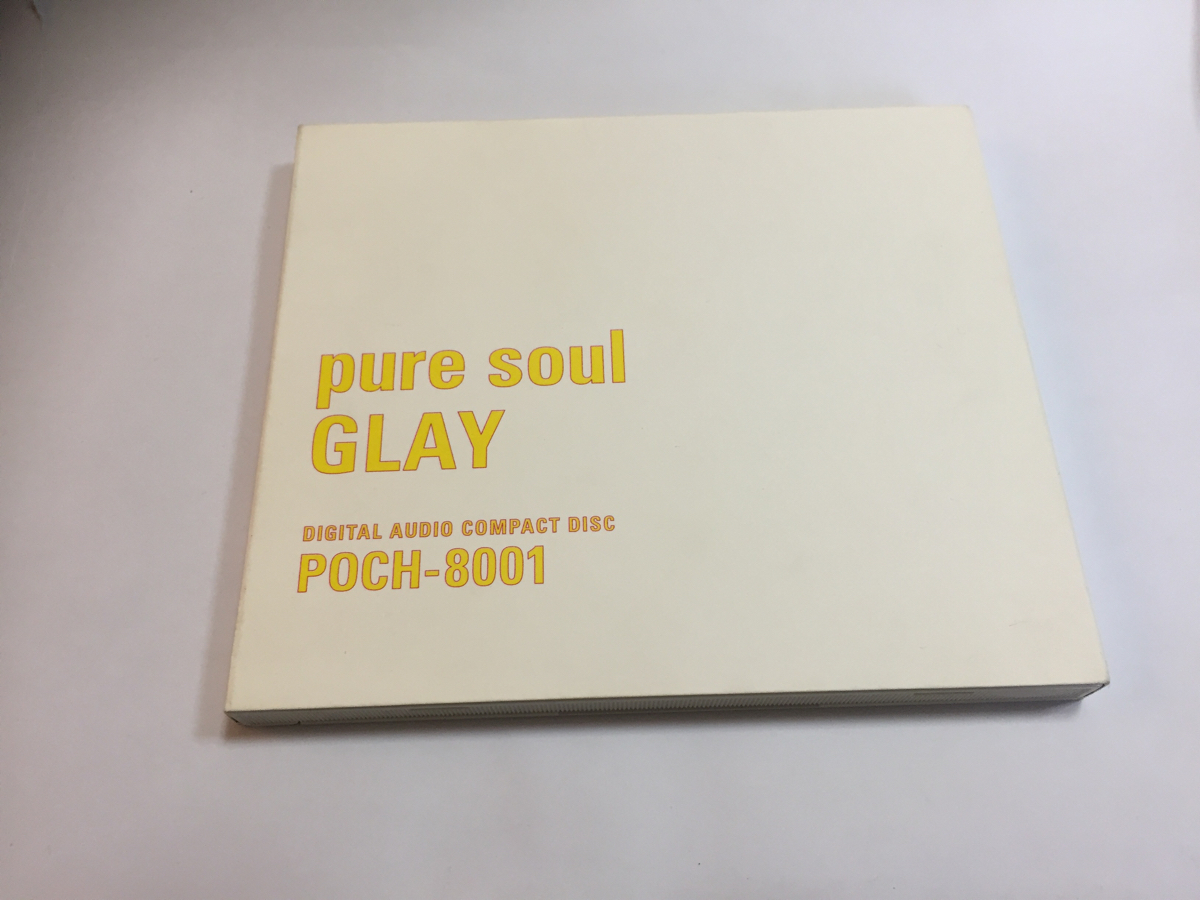 pure soul
GLAY
DIGITAL AUDIO COMPACT DISC
POCH-8001